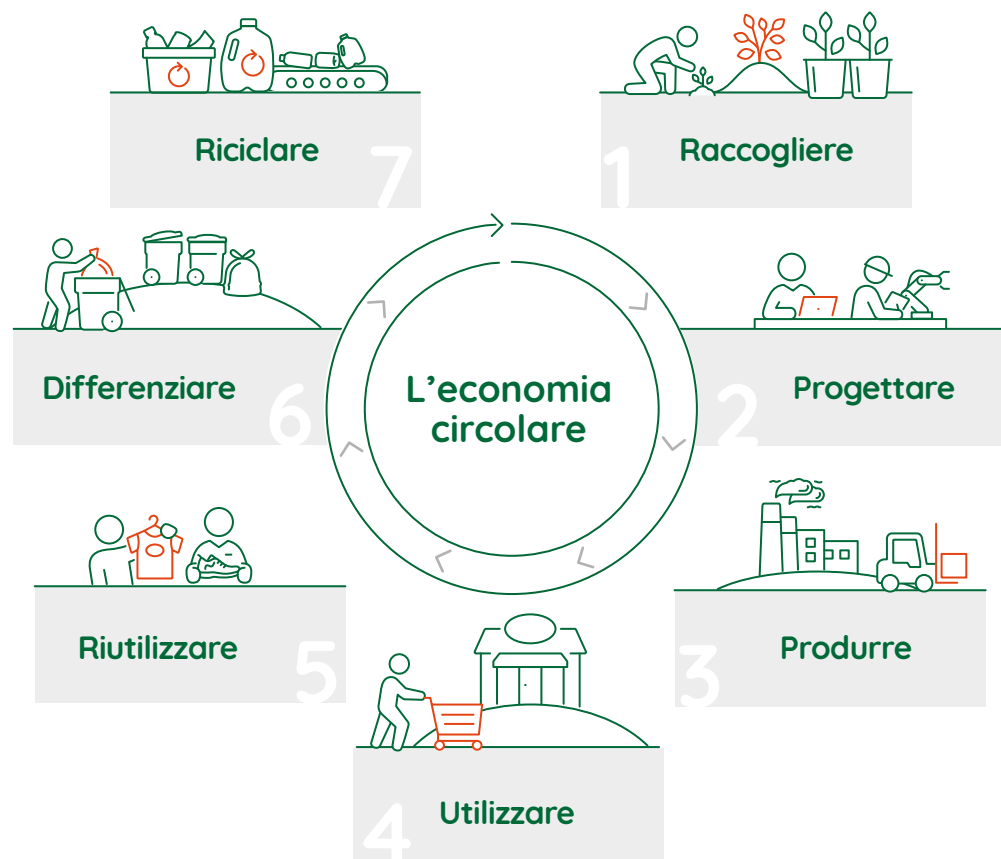 L’economia
circolare
1
Raccogliere
2
Progettare
3
Produrre
4
Utilizzare
5
Riutilizzare
6
Differenziare
7
Riciclare